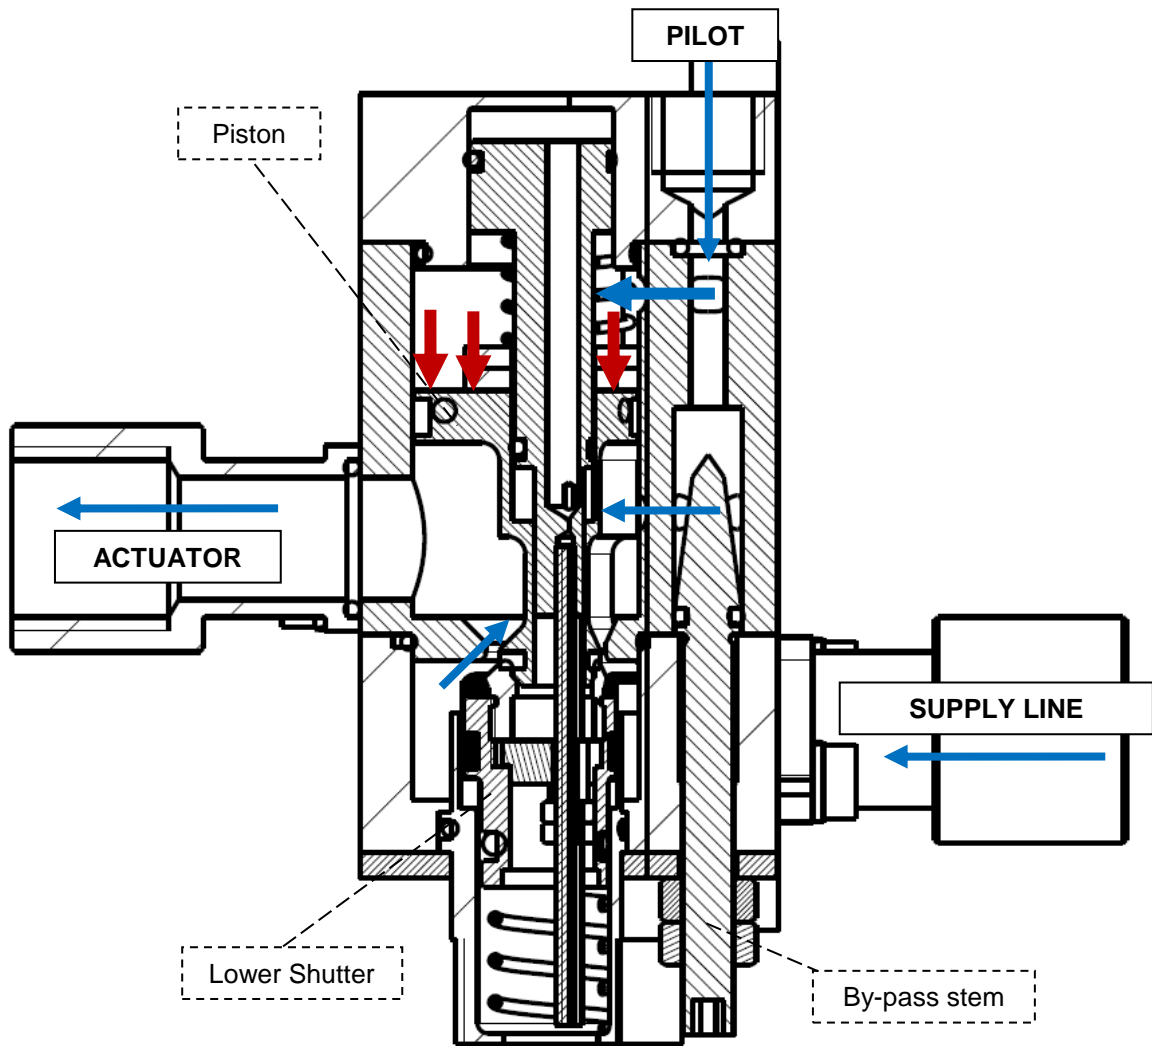 PILOT
Piston
ACTUATOR
SUPPLY LINE
Lower Shutter
By-pass stem